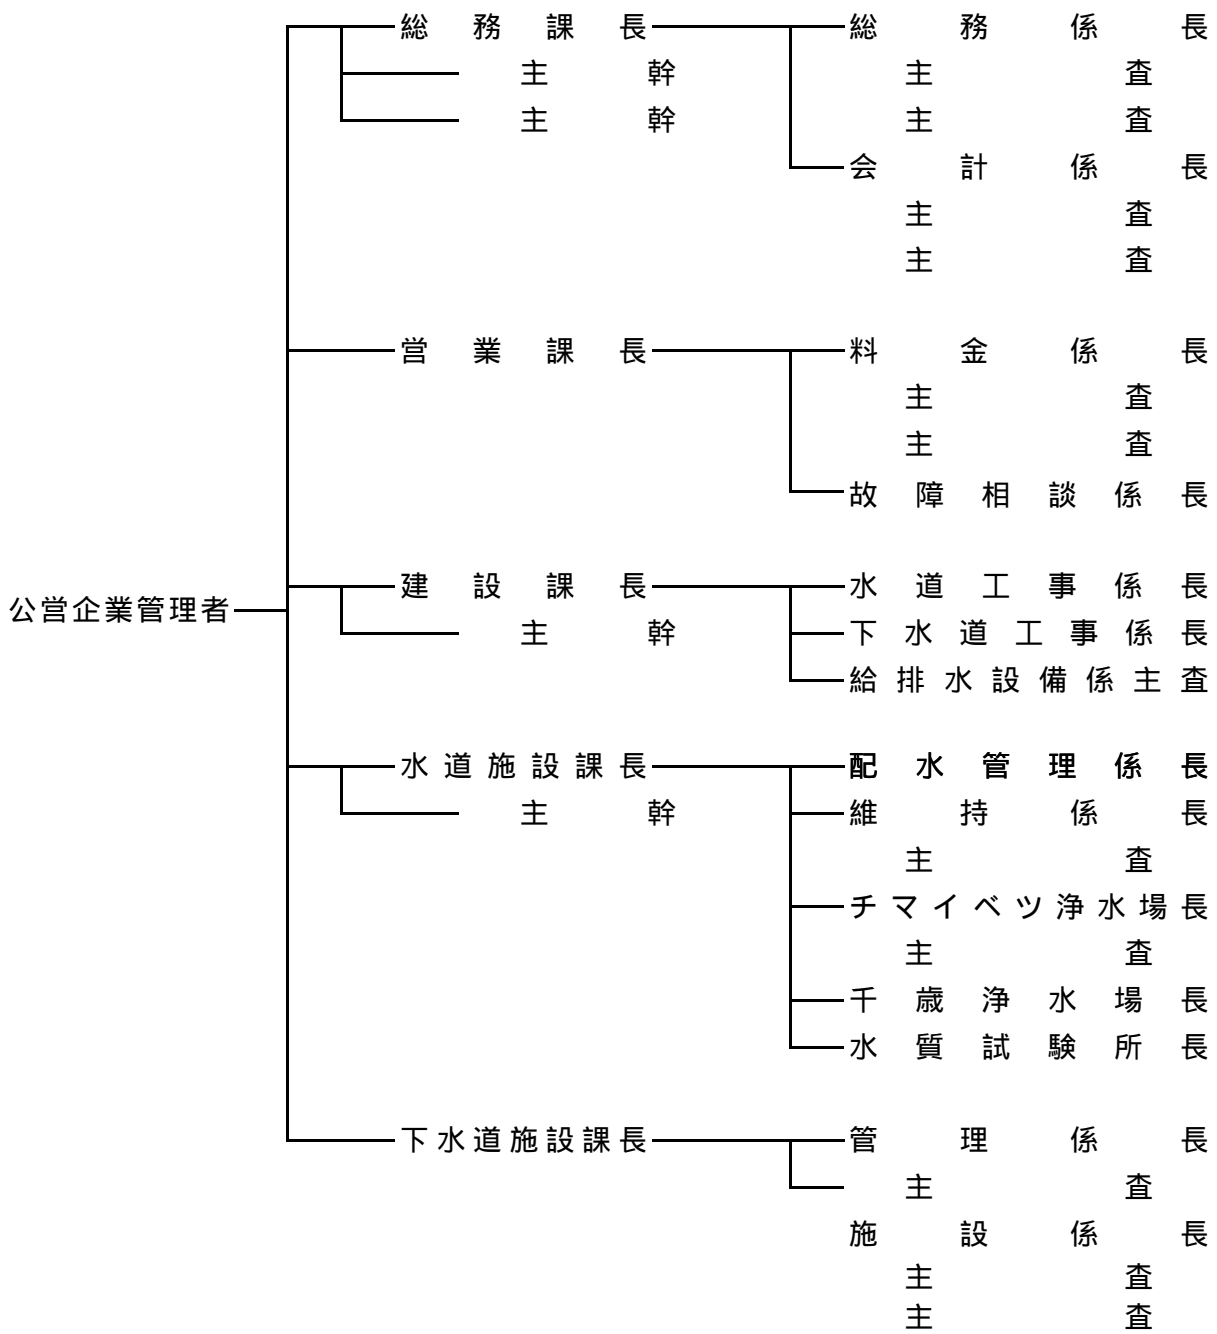 総務課長 総務係長
主幹 主査
主幹 主査
会計係長
主査
主査
営業課長 料金係長
主査
主査
故障相談係長
建設課長 水道工事係長
公営企業管理者
主幹 下水道工事係長
給排水設備係主査
水道施設課長 配水管理係長
主幹 維持係長
主査
チマイベツ浄水場長
主査
千歳浄水場長
水質試験所長
下水道施設課長 管理係長
主査
施設係長
主査
主査